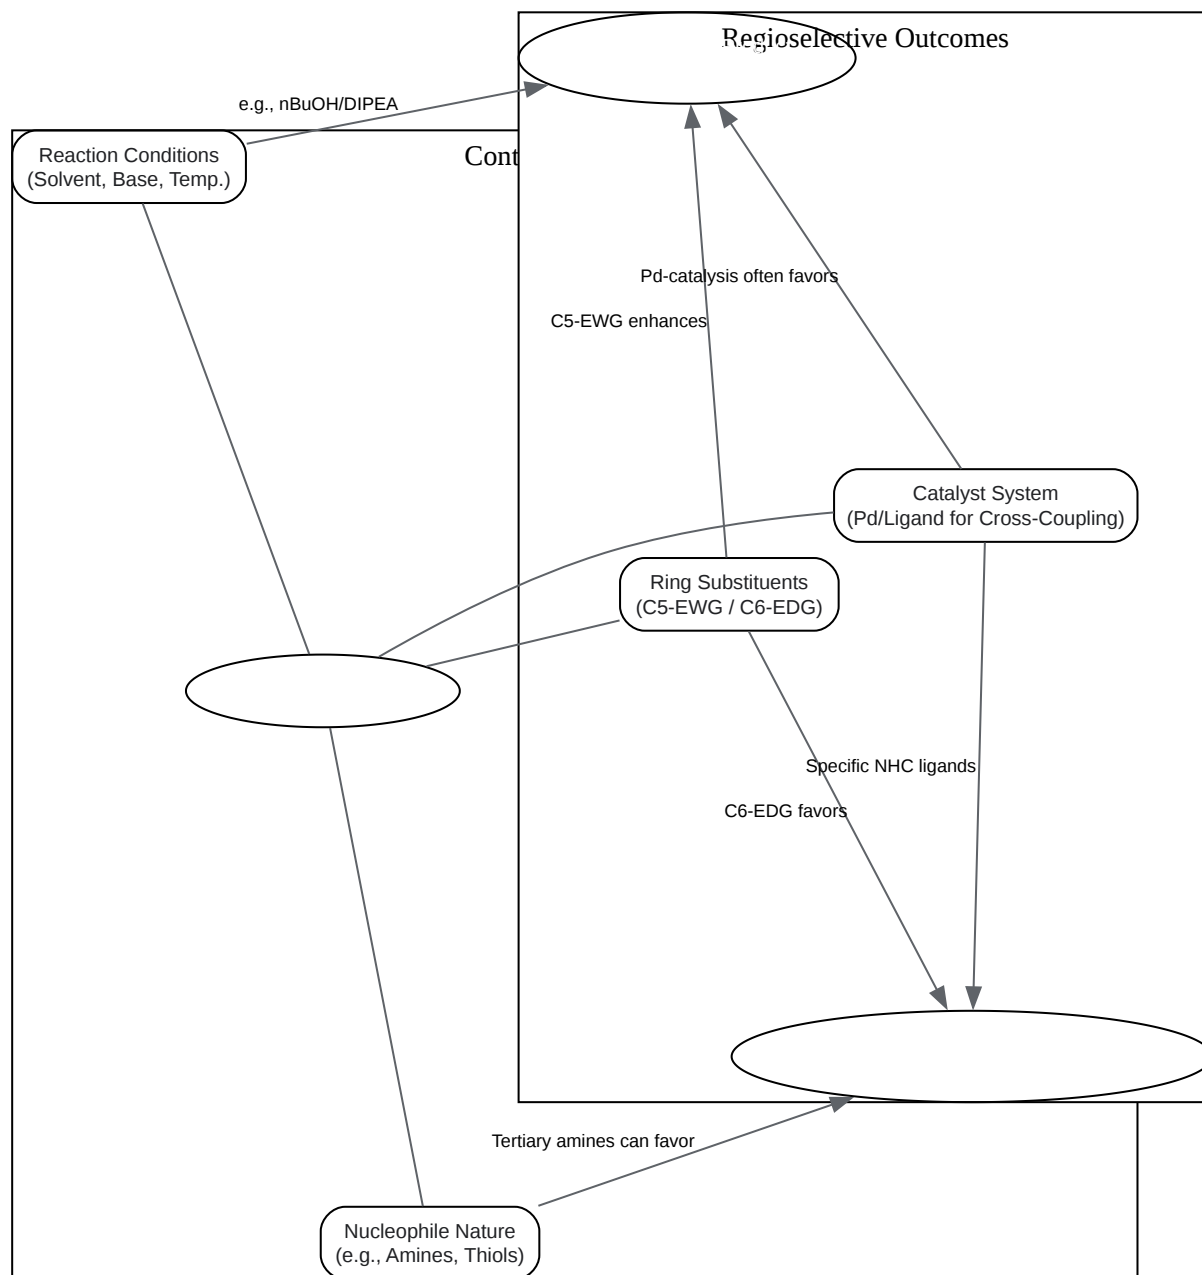 Regioselective Outcomes
e.g., nBuOH/DIPEA
Reaction Conditions
(Solvent, Base, Temp.)
Cont
Pd-catalysis often favors
C5-EWG enhances
Catalyst System
(Pd/Ligand for Cross-Coupling)
Ring Substituents
(C5-EWG / C6-EDG)
Specific NHC ligands
C6-EDG favors
Tertiary amines can favor
Nucleophile Nature
(e.g., Amines, Thiols)